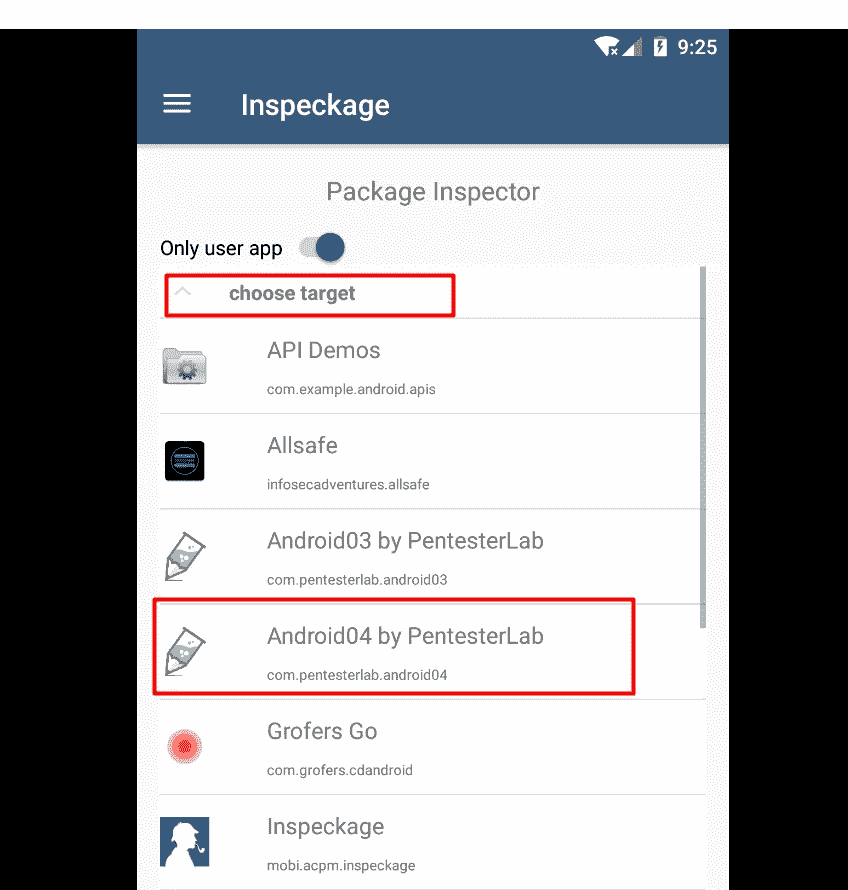 9:25
Inspeckage
Package Inspector
Only user app
choose target
API Demos
com.example.android.apis
Allsafe
infosecadventures.allsafe
Android03 by PentesterLab
com.pentesterlab.android03
Android04 by PentesterLab
com.pentesterlab.android04
Grofers Go
com.grofers.cdandroid
Inspeckage
mobi.acpm.inspeckage